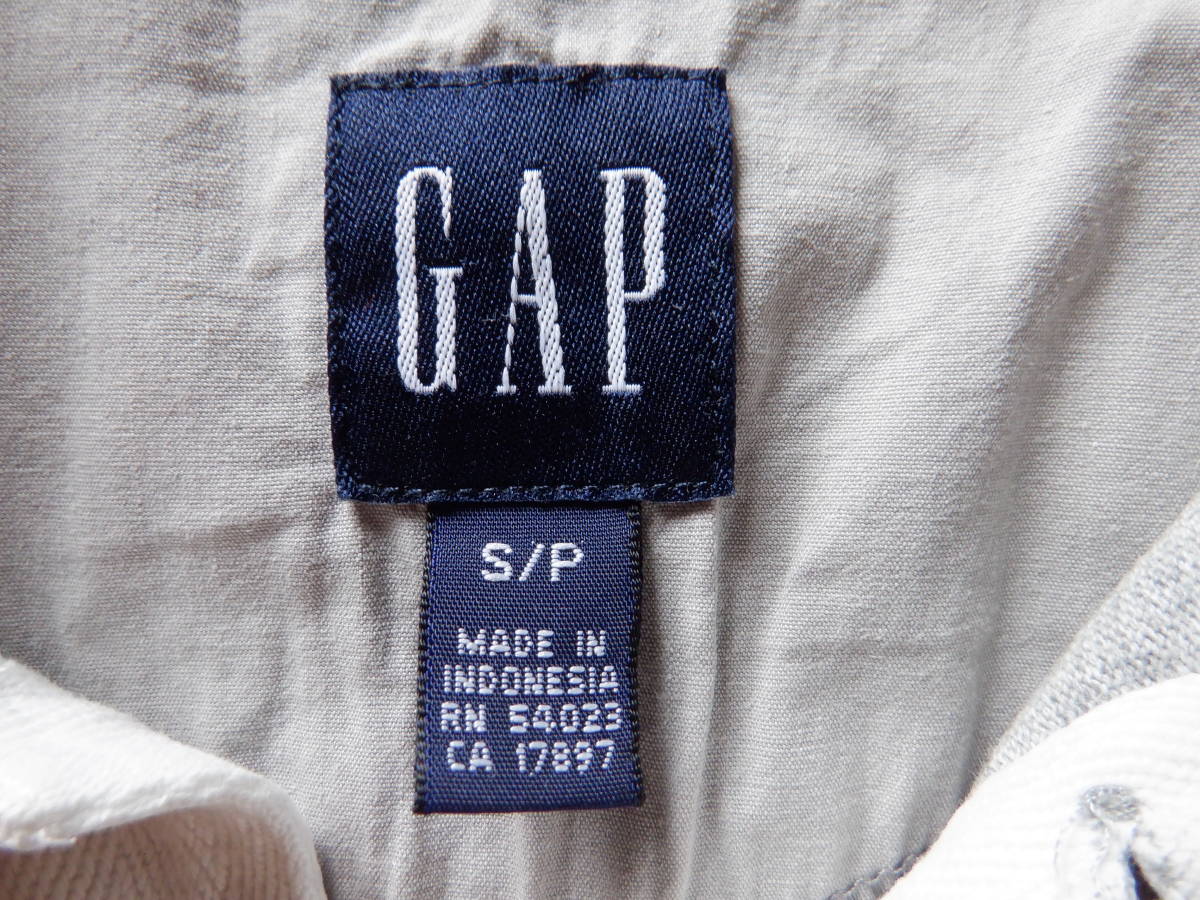 GAP
S/P
MADE IN
INDONESIA
RN 54023
CA 17897